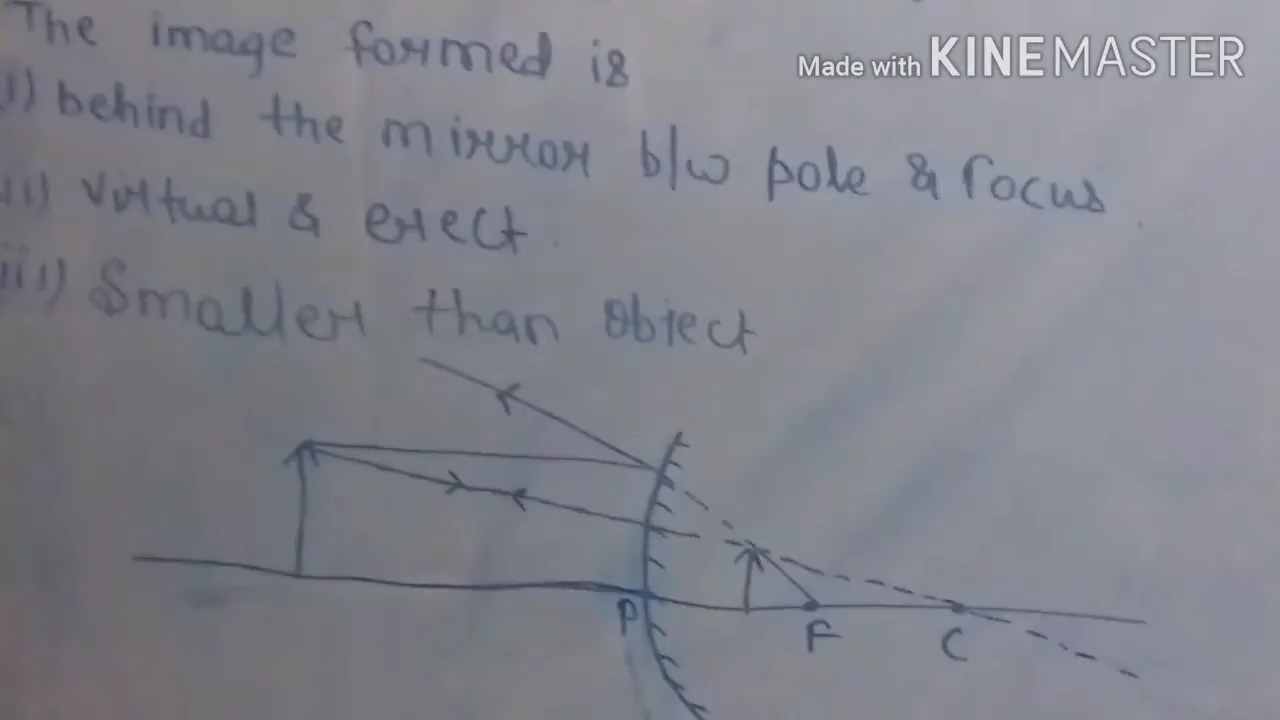 The image formed is
Made with KINEMASTER
i) behind the mirror b/w pole & focus
ii) Virtual & erect
iii) Smaller than object
P
F
C